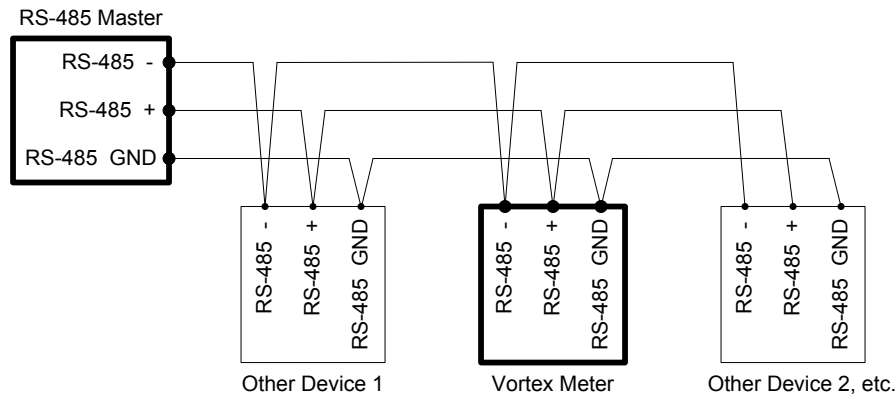 RS-485 Master
RS-485 -
RS-485 +
RS-485 GND
RS-485 -
RS-485 +
RS-485 GND
RS-485 -
RS-485 +
RS-485 GND
RS-485 -
RS-485 +
RS-485 GND
Other Device 1
Vortex Meter
Other Device 2, etc.